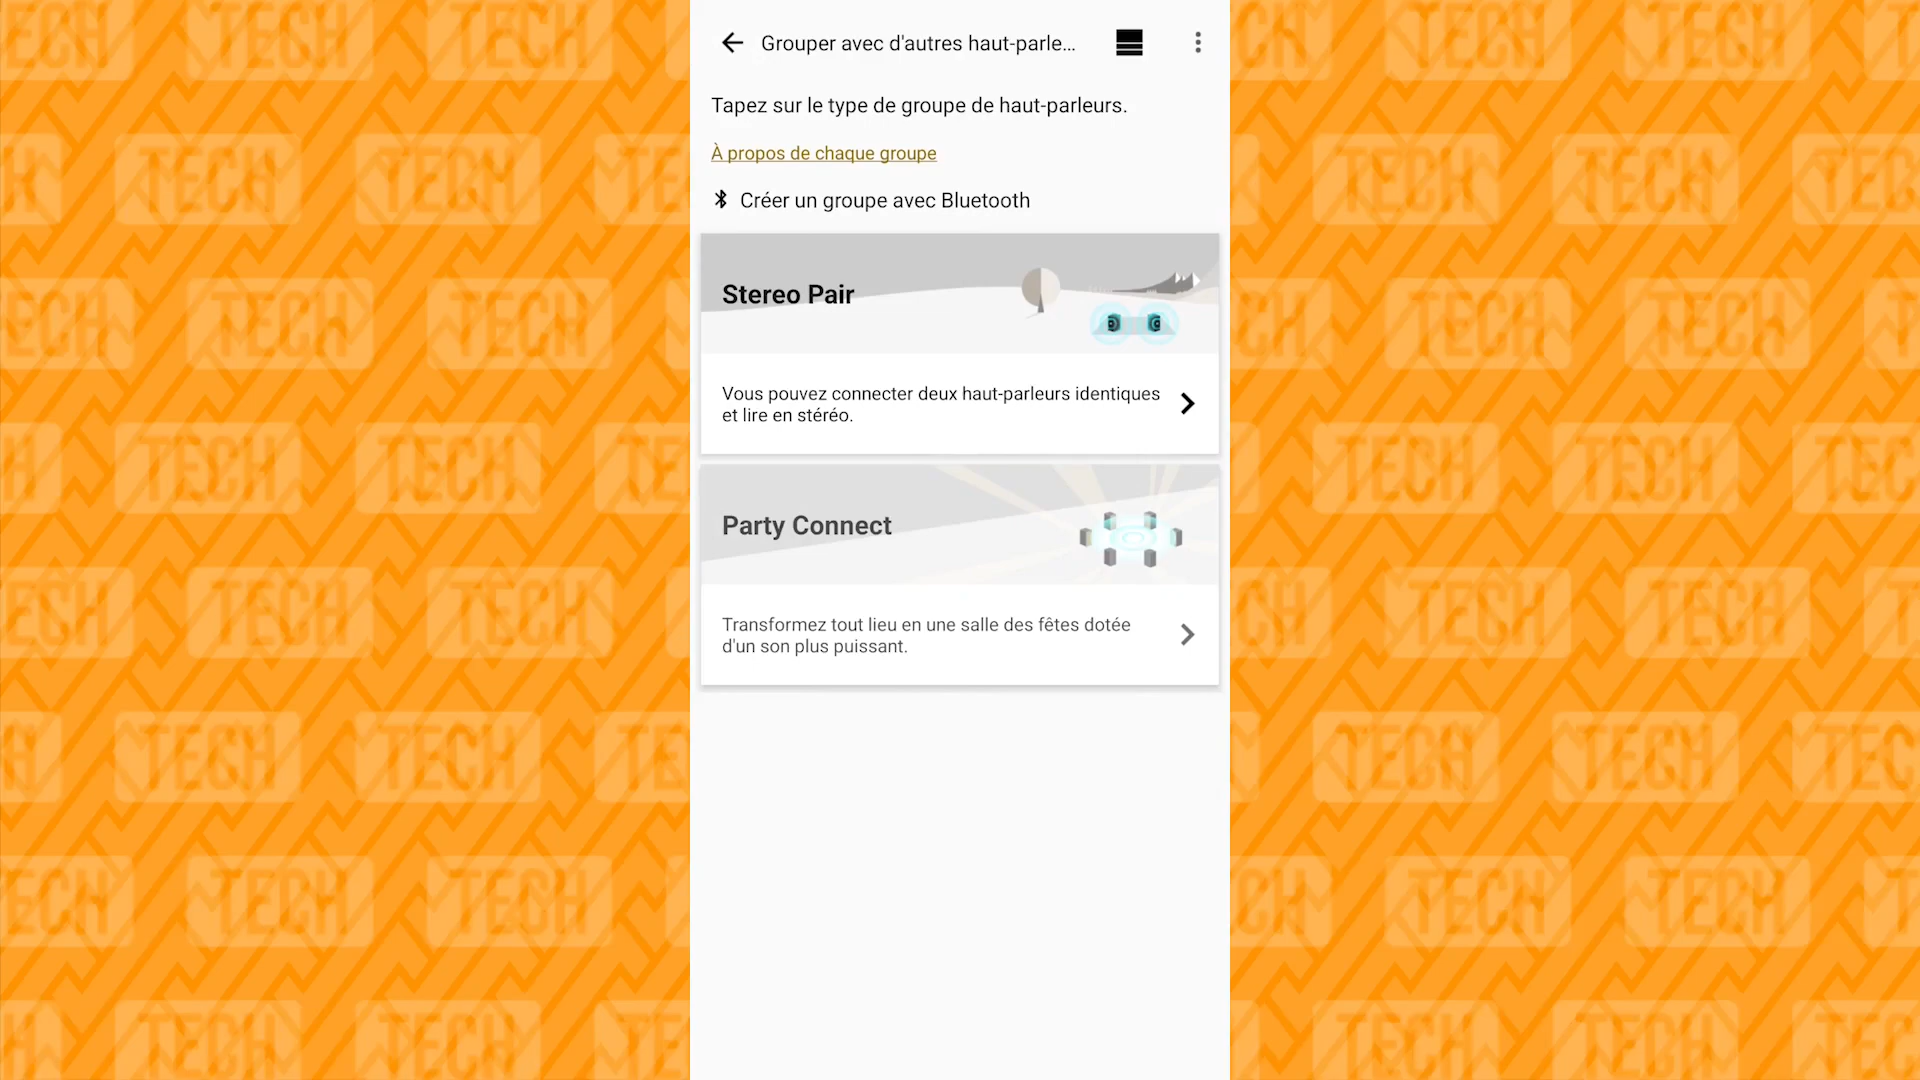 Grouper avec d'autres haut-parle...
Tapez sur le type de groupe de haut-parleurs.
À propos de chaque groupe
Créer un groupe avec Bluetooth
Stereo Pair
Vous pouvez connecter deux haut-parleurs identiques
et lire en stéréo.
Party Connect
Transformez tout lieu en une salle des fêtes dotée
d'un son plus puissant.
TECH